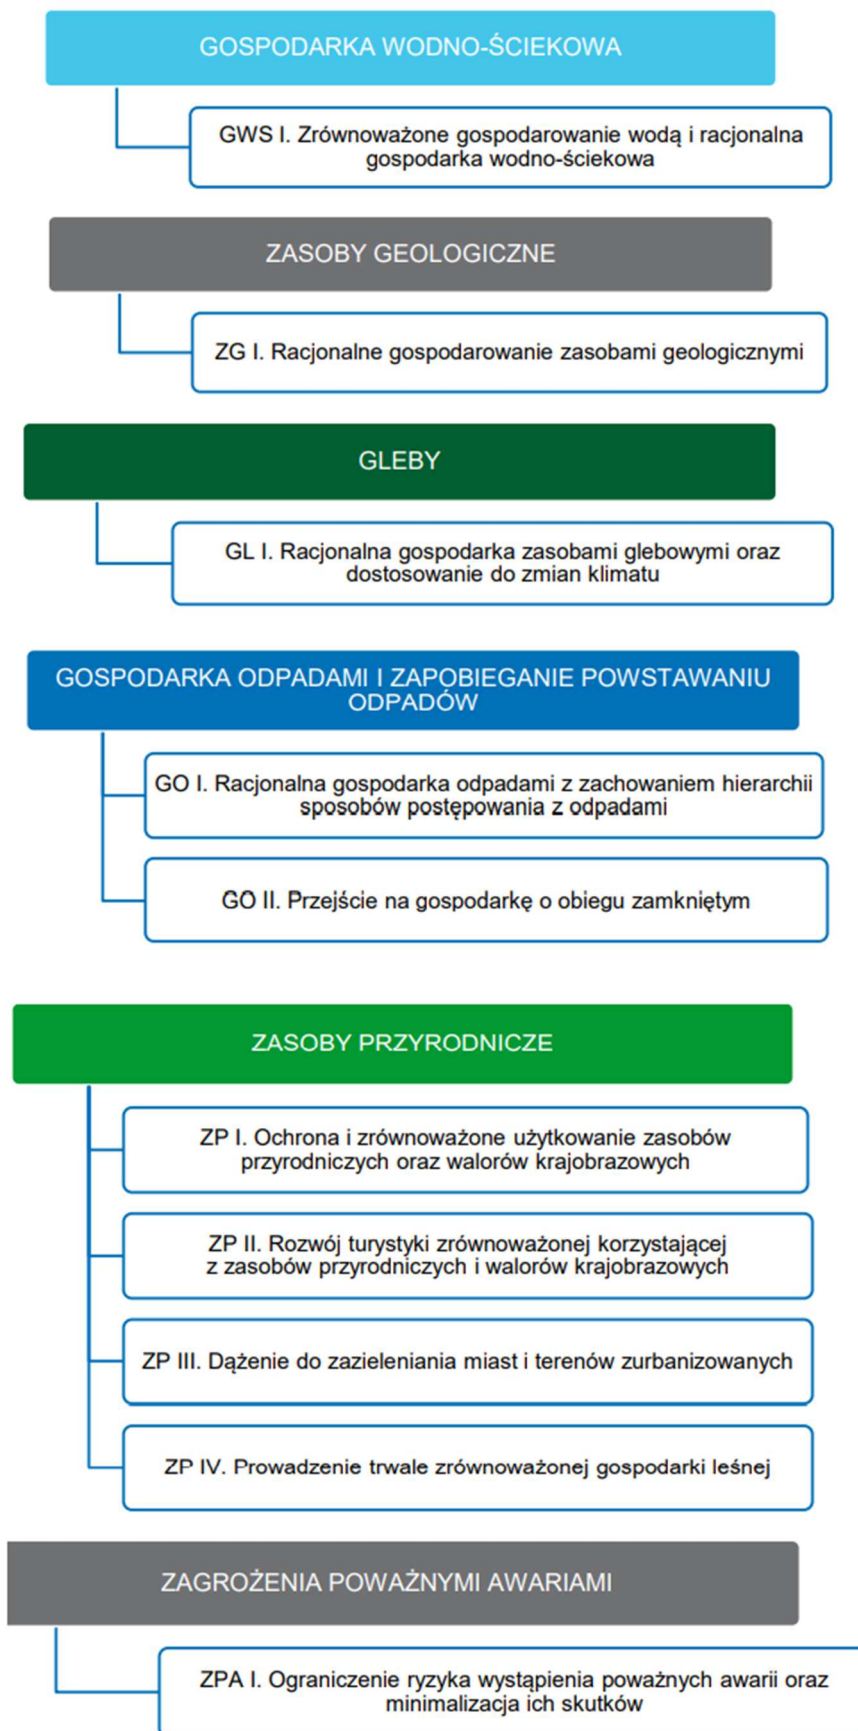 GOSPODARKA WODNO-ŚCIEKOWA
GWS I. Zrównoważone gospodarowanie wodą i racjonalna
gospodarka wodno-ściekowa
ZASOBY GEOLOGICZNE
ZG I. Racjonalne gospodarowanie zasobami geologicznymi
GLEBY
GL I. Racjonalna gospodarka zasobami glebowymi oraz
dostosowanie do zmian klimatu
GOSPODARKA ODPADAMI I ZAPOBIEGANIE POWSTAWANIU
ODPADÓW
GO I. Racjonalna gospodarka odpadami z zachowaniem hierarchii
sposobów postępowania z odpadami
GO II. Przejście na gospodarkę o obiegu zamkniętym
ZASOBY PRZYRODNICZE
ZP I. Ochrona i zrównoważone użytkowanie zasobów
przyrodniczych oraz walorów krajobrazowych
ZP II. Rozwój turystyki zrównoważonej korzystającej
z zasobów przyrodniczych i walorów krajobrazowych
ZP III. Dążenie do zazieleniania miast i terenów zurbanizowanych
ZP IV. Prowadzenie trwale zrównoważonej gospodarki leśnej
ZAGROŻENIA POWAŻNYMI AWARIAMI
ZPA I. Ograniczenie ryzyka wystąpienia poważnych awarii oraz
minimalizacja ich skutków